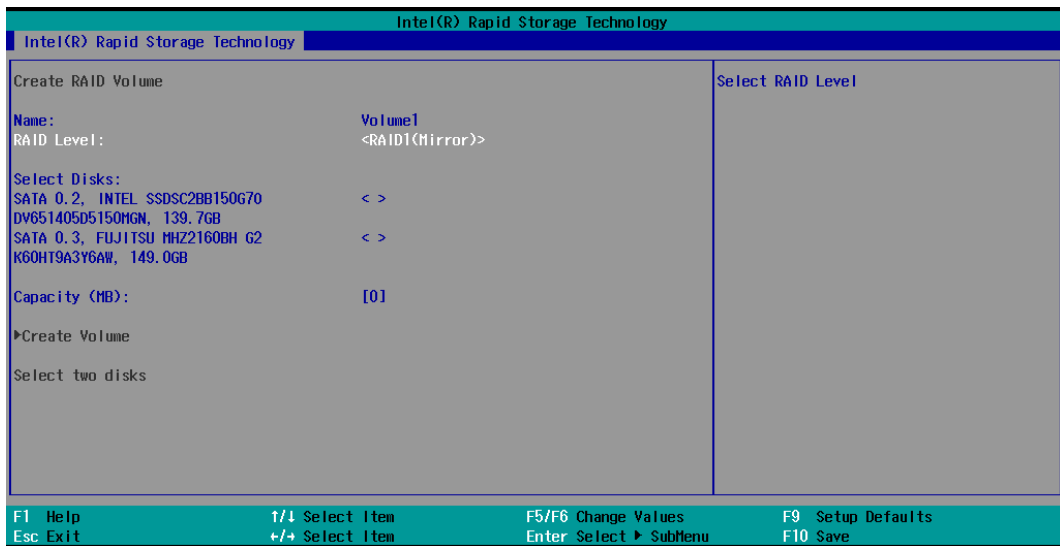 Intel(R) Rapid Storage Technology
Intel(R) Rapid Storage Technology
Create RAID Volume
Select RAID Level
Name: Volume1
RAID Level: <RAID1(Mirror)>
Select Disks:
SATA 0.2, INTEL SSDSC2BB150G70 < >
DV651405D5150MGN, 139.7GB
SATA 0.3, FUJITSU MHZ2160BH G2 < >
K60HT9A3Y6AW, 149.0GB
Capacity (MB): [0]
▶Create Volume
Select two disks
F1 Help ↑/↓ Select Item F5/F6 Change Values F9 Setup Defaults
Esc Exit ←/→ Select Item Enter Select ▶ SubMenu F10 Save